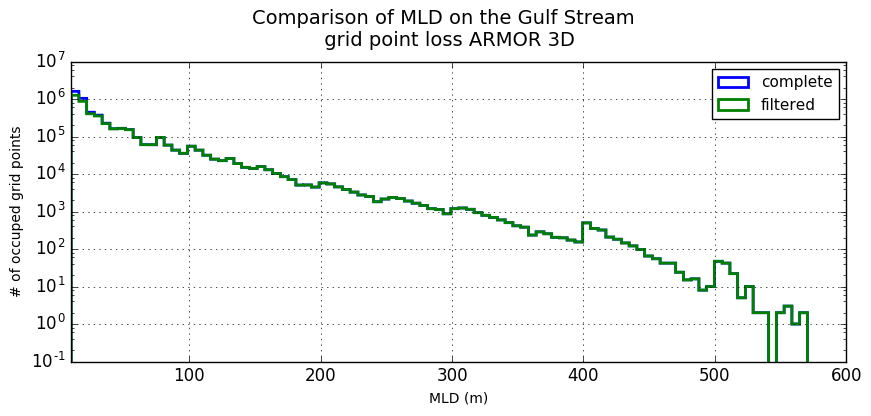 Comparison of MLD on the Gulf Stream
grid point loss ARMOR 3D
10^7
10^6
10^5
10^4
10^3
10^2
10^1
10^0
10^-1
# of occuped grid points
complete
filtered
100 200 300 400 500 600
MLD (m)